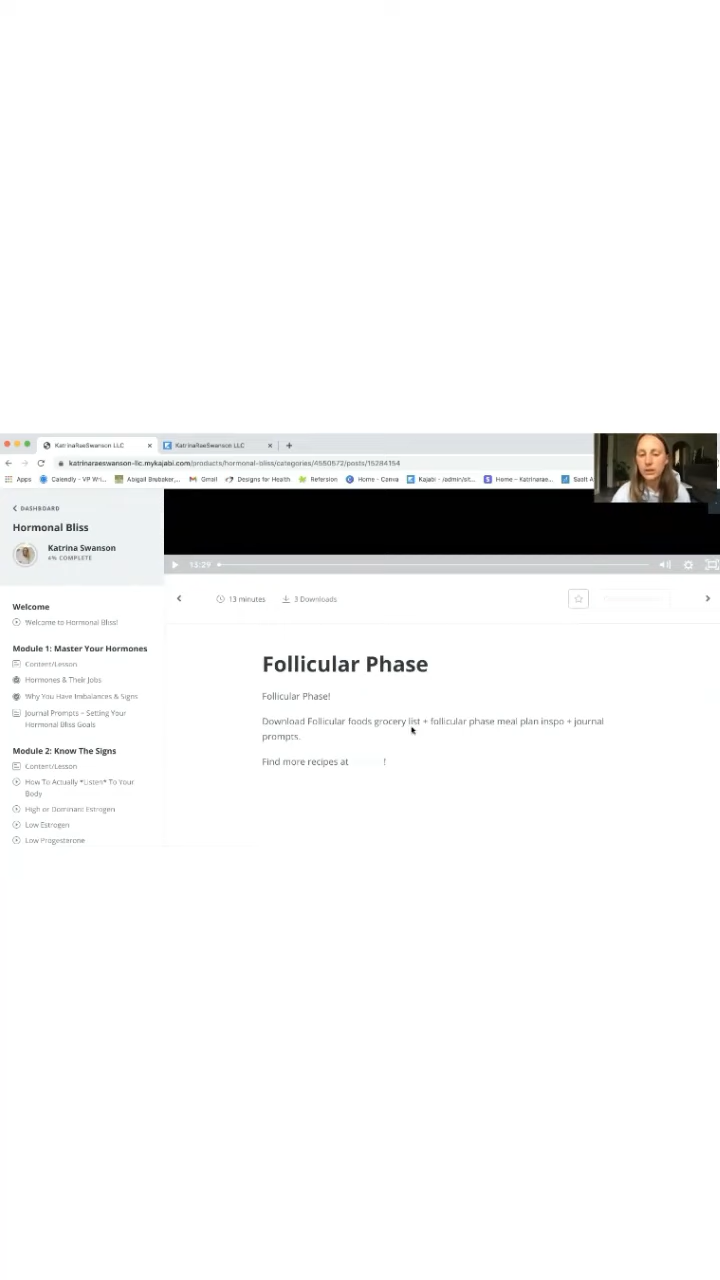 KatrinaRaeSwanson LLC
KatrinaRaeSwanson LLC
katrinaraeswanson-llc.mykajabi.com/products/hormonal-bliss/categories/4550572/posts/15284154
Apps Calendly - VP Wri... Abigail Brubaker,... Gmail Designs for Health Refersion Home - Canva Kajabi - /admin/sit... Home – Katrinarae...
DASHBOARD
Hormonal Bliss
Katrina Swanson
4% COMPLETE
13:29
13 minutes 3 Downloads
Welcome
Welcome to Hormonal Bliss!
Module 1: Master Your Hormones
Content/Lesson
Hormones & Their Jobs
Why You Have Imbalances & Signs
Journal Prompts – Setting Your
Hormonal Bliss Goals
Module 2: Know The Signs
Content/Lesson
How To Actually *Listen* To Your
Body
High or Dominant Estrogen
Low Estrogen
Low Progesterone
Follicular Phase
Follicular Phase!
Download Follicular foods grocery list + follicular phase meal plan inspo + journal
prompts.
Find more recipes at !